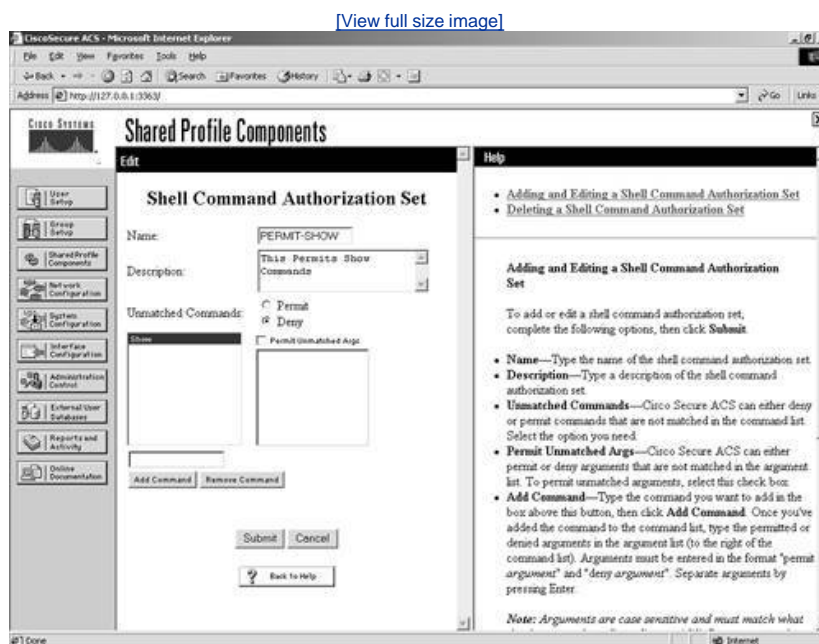 [View full size image]
CiscoSecure ACS - Microsoft Internet Explorer
File Edit View Favorites Tools Help
Back Search Favorites History
Address http://127.0.0.1:3363/ Go Links
CISCO SYSTEMS
Shared Profile Components
Edit
Shell Command Authorization Set
Name: PERMIT-SHOW
Description: This Permits Show
Commands
Unmatched Commands: Permit
Deny
Show
Permit Unmatched Args
Add Command Remove Command
Submit Cancel
? Back to Help
User
Setup
Group
Setup
Shared Profile
Components
Network
Configuration
System
Configuration
Interface
Configuration
Administration
Control
External User
Databases
Reports and
Activity
Online
Documentation
Help
• Adding and Editing a Shell Command Authorization Set
• Deleting a Shell Command Authorization Set
Adding and Editing a Shell Command Authorization
Set
To add or edit a shell command authorization set,
complete the following options, then click Submit.
• Name—Type the name of the shell command authorization set.
• Description—Type a description of the shell command
authorization set.
• Unmatched Commands—Cisco Secure ACS can either deny
or permit commands that are not matched in the command list.
Select the option you need.
• Permit Unmatched Args—Cisco Secure ACS can either
permit or deny arguments that are not matched in the argument
list. To permit unmatched arguments, select this check box.
• Add Command—Type the command you want to add in the
box above this button, then click Add Command. Once you've
added the command to the command list, type the permitted or
denied arguments in the argument list (to the right of the
command list). Arguments must be entered in the format "permit
argument" and "deny argument". Separate arguments by
pressing Enter.
Note: Arguments are case sensitive and must match what
Done
Internet